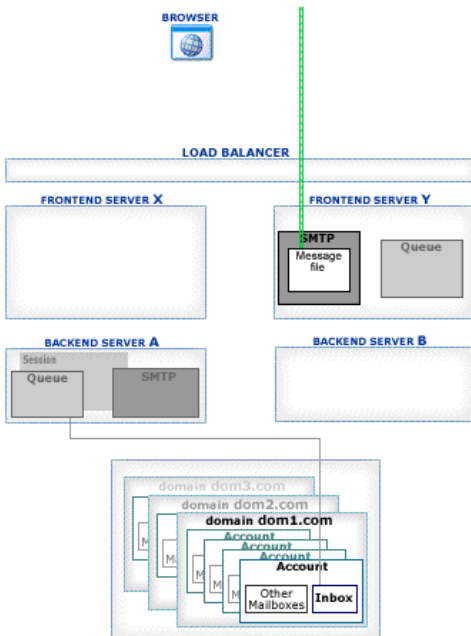 BROWSER
LOAD BALANCER
FRONTEND SERVER X
FRONTEND SERVER Y
SMTP
Message
file
Queue
BACKEND SERVER A
BACKEND SERVER B
Session
Queue
SMTP
domain dom3.com
domain dom2.com
domain dom1.com
Account
Account
Account
Account
M
M
M
M
M
Other
Mailboxes
Inbox